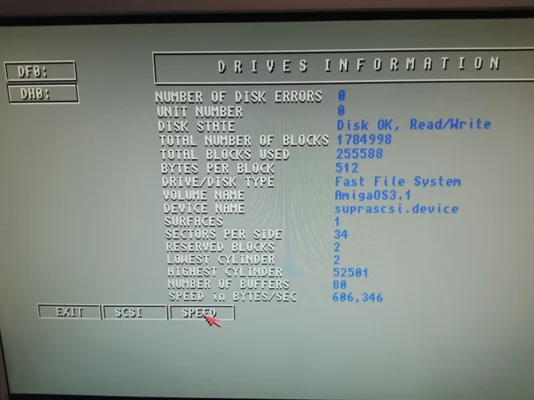 DRIVES INFORMATION
DF0:
DH0:
NUMBER OF DISK ERRORS 0
UNIT NUMBER 0
DISK STATE Disk OK, Read/Write
TOTAL NUMBER OF BLOCKS 1784998
TOTAL BLOCKS USED 255588
BYTES PER BLOCK 512
DRIVE/DISK TYPE Fast File System
VOLUME NAME AmigaOS3.1
DEVICE NAME suprascsi.device
SURFACES 1
SECTORS PER SIDE 34
RESERVED BLOCKS 2
LOWEST CYLINDER 2
HIGHEST CYLINDER 52501
NUMBER OF BUFFERS 80
SPEED in BYTES/SEC 606,346
EXIT SCSI SPEED